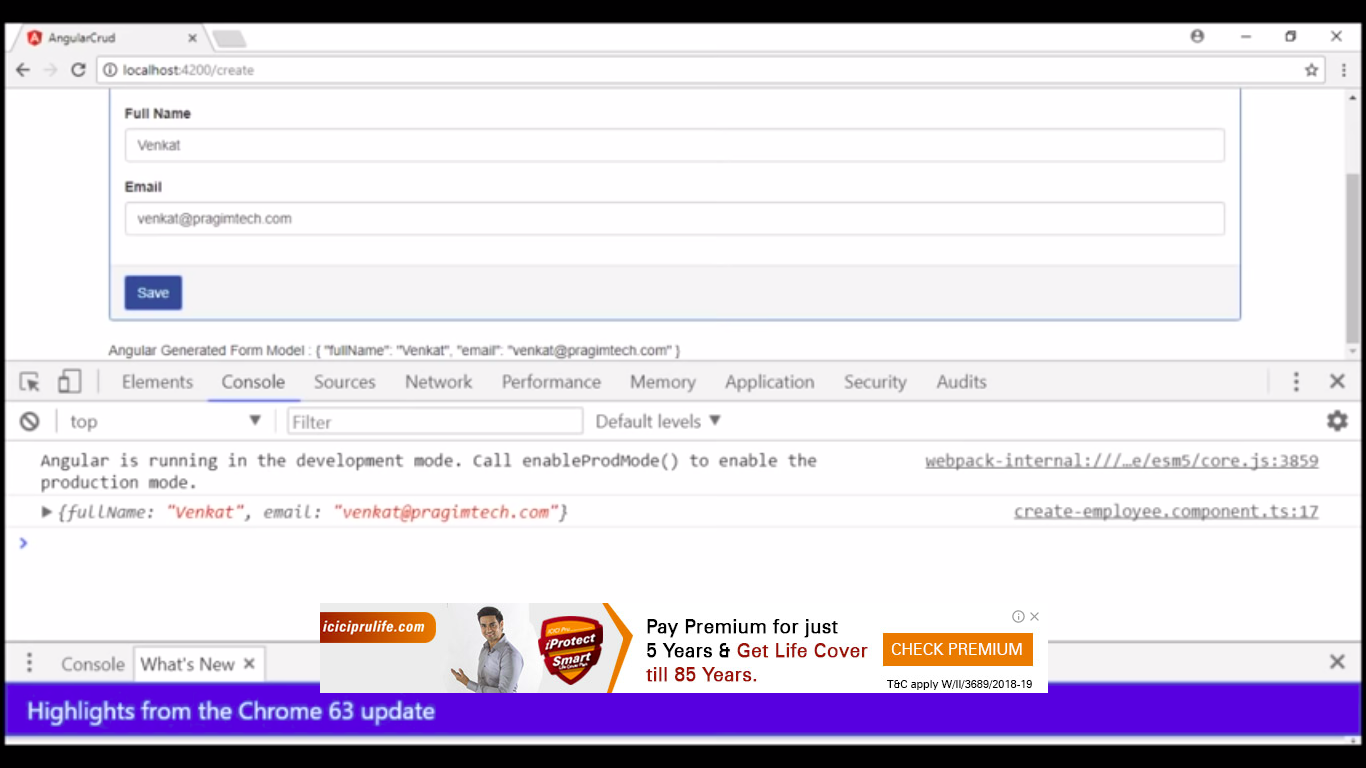 AngularCrud
localhost:4200/create
Full Name
Venkat
Email
venkat@pragimtech.com
Save
Angular Generated Form Model : { "fullName": "Venkat", "email": "venkat@pragimtech.com" }
Elements Console Sources Network Performance Memory Application Security Audits
top Filter Default levels
Angular is running in the development mode. Call enableProdMode() to enable the webpack-internal:///…e/esm5/core.js:3859
production mode.
{fullName: "Venkat", email: "venkat@pragimtech.com"} create-employee.component.ts:17
iciciprulife.com
iProtect
Smart
Pay Premium for just
5 Years & Get Life Cover
till 85 Years.
CHECK PREMIUM
T&C apply W/II/3689/2018-19
Console What's New
Highlights from the Chrome 63 update